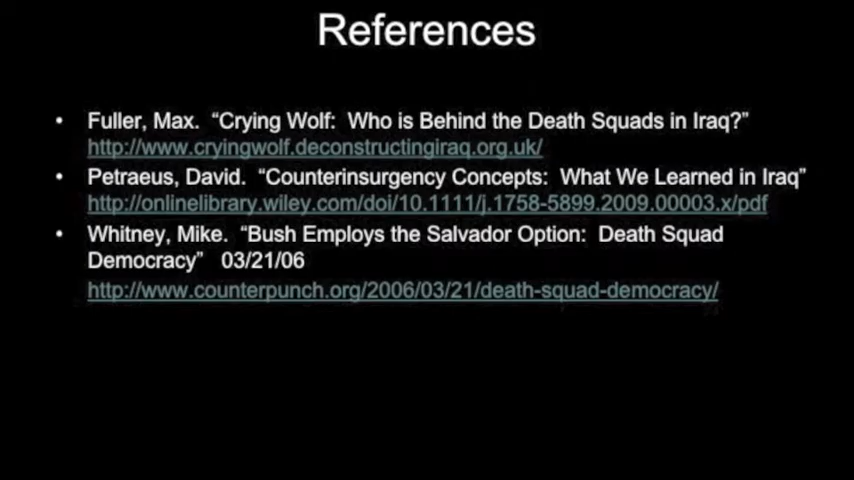 References
• Fuller, Max.  “Crying Wolf:  Who is Behind the Death Squads in Iraq?”
http://www.cryingwolf.deconstructingiraq.org.uk/
• Petraeus, David.  “Counterinsurgency Concepts:  What We Learned in Iraq”
http://onlinelibrary.wiley.com/doi/10.1111/j.1758-5899.2009.00003.x/pdf
• Whitney, Mike.  “Bush Employs the Salvador Option:  Death Squad
Democracy”   03/21/06
http://www.counterpunch.org/2006/03/21/death-squad-democracy/